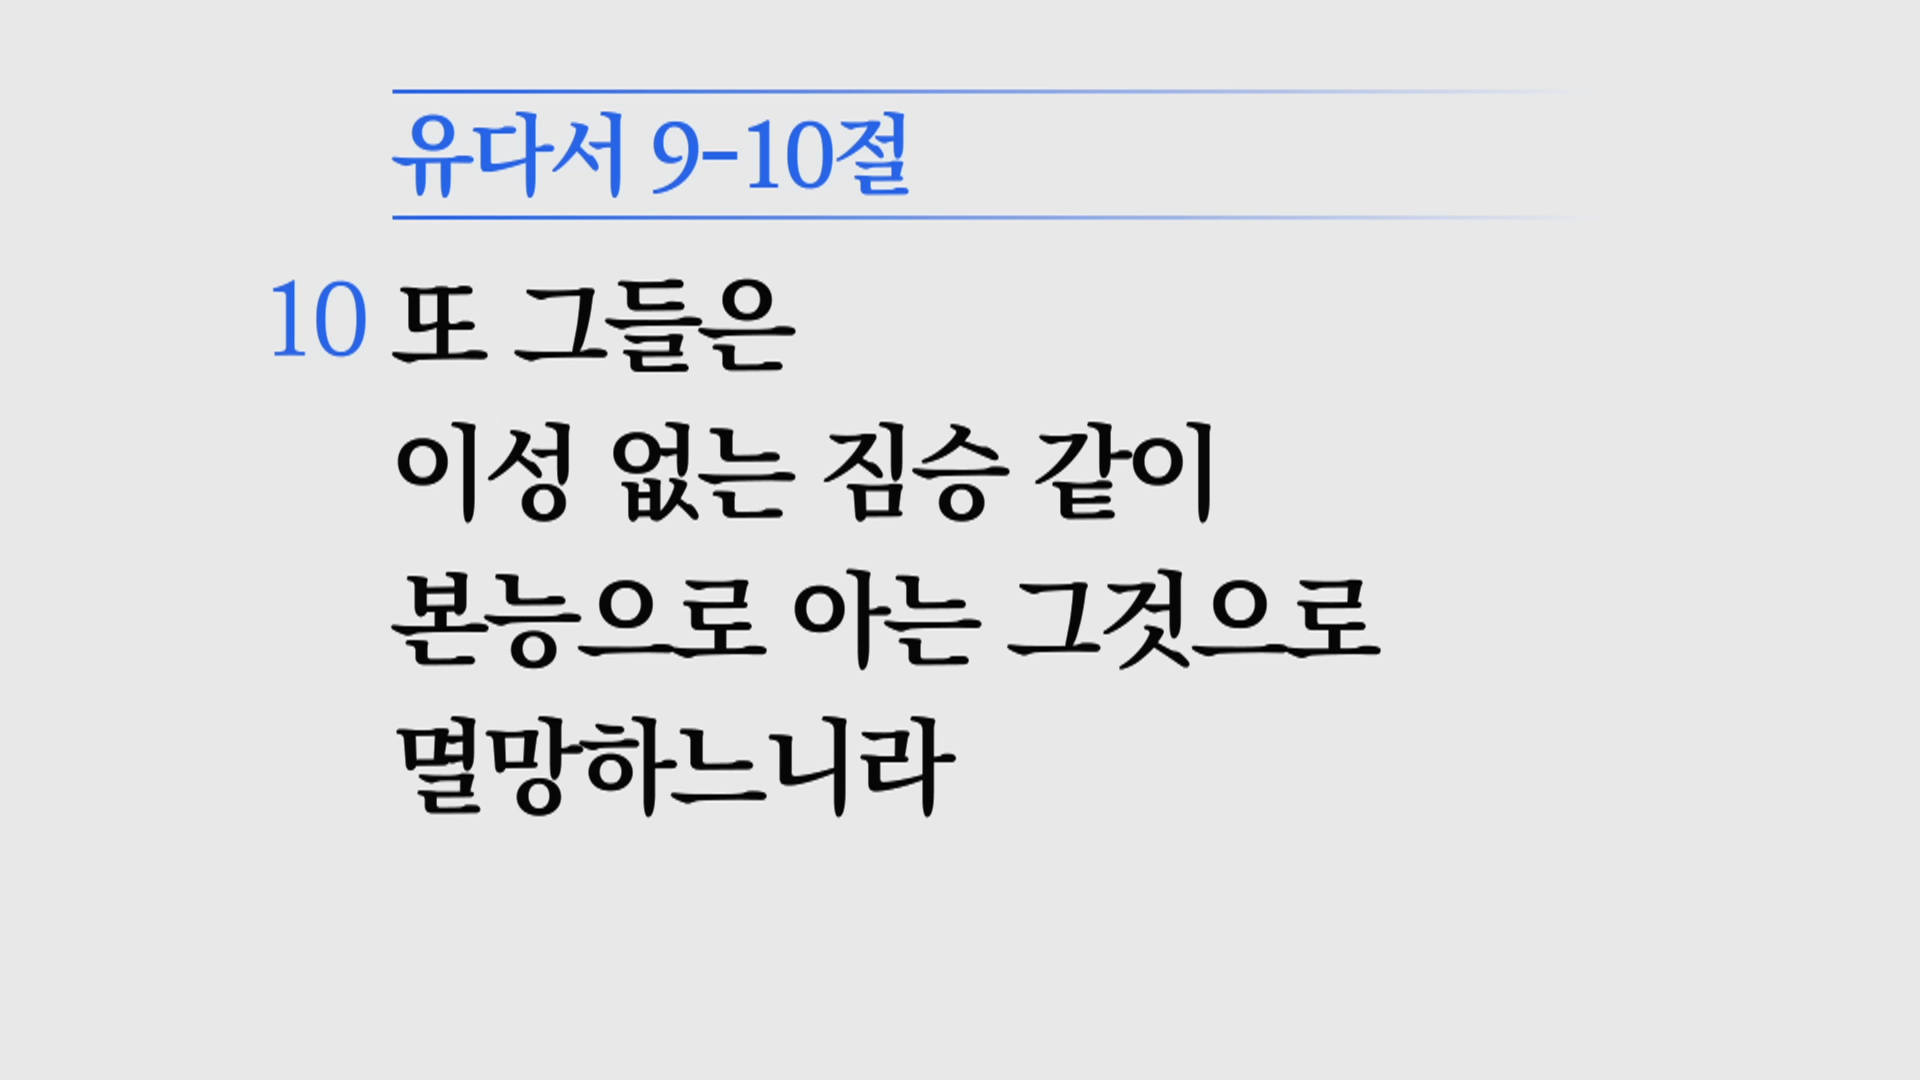 유다서 9-10절
10 또 그들은
이성 없는 짐승 같이
본능으로 아는 그것으로
멸망하느니라